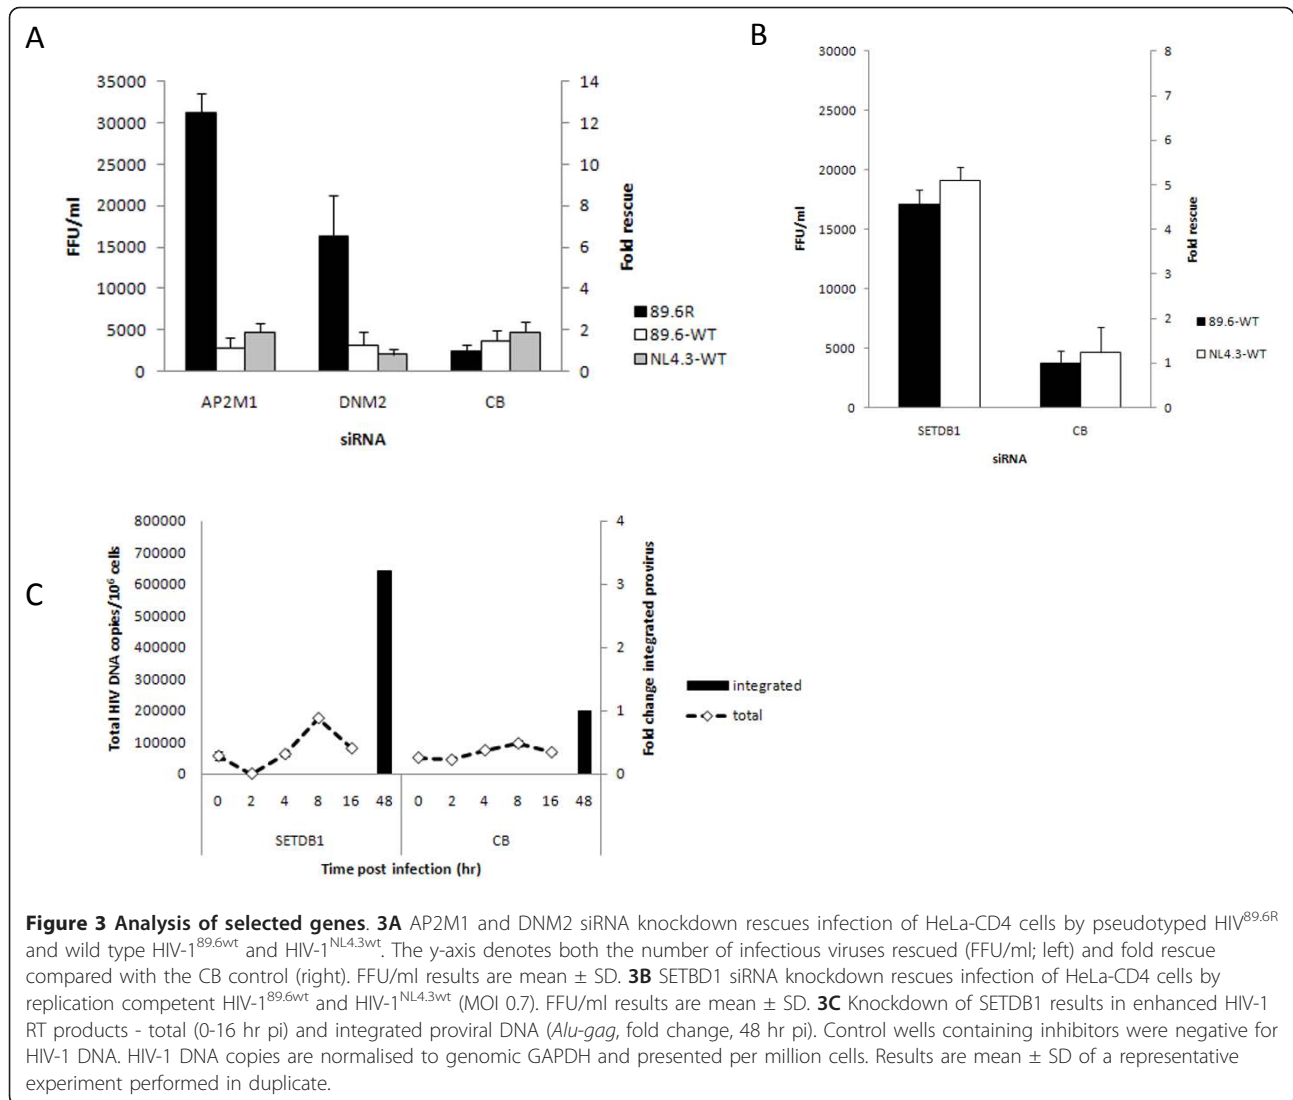 A
35000
30000
25000
20000
15000
10000
5000
0
FFU/ml
14
12
10
8
6
4
2
0
Fold rescue
AP2M1 DNM2 CB
siRNA
89.6R
89.6-WT
NL4.3-WT
B
30000
25000
20000
15000
10000
5000
0
FFU/ml
8
7
6
5
4
3
2
1
0
Fold rescue
SETDB1 CB
siRNA
89.6-WT
NL4.3-WT
C
800000
700000
600000
500000
400000
300000
200000
100000
0
Total HIV DNA copies/10⁶ cells
4
3
2
1
0
Fold change integrated provirus
0 2 4 8 16 48 0 2 4 8 16 48
SETDB1 CB
Time post infection (hr)
integrated
total
Figure 3 Analysis of selected genes. 3A AP2M1 and DNM2 siRNA knockdown rescues infection of HeLa-CD4 cells by pseudotyped HIV^89.6R
and wild type HIV-1^89.6wt and HIV-1^NL4.3wt. The y-axis denotes both the number of infectious viruses rescued (FFU/ml; left) and fold rescue
compared with the CB control (right). FFU/ml results are mean ± SD. 3B SETBD1 siRNA knockdown rescues infection of HeLa-CD4 cells by
replication competent HIV-1^89.6wt and HIV-1^NL4.3wt (MOI 0.7). FFU/ml results are mean ± SD. 3C Knockdown of SETDB1 results in enhanced HIV-1
RT products - total (0-16 hr pi) and integrated proviral DNA (Alu-gag, fold change, 48 hr pi). Control wells containing inhibitors were negative for
HIV-1 DNA. HIV-1 DNA copies are normalised to genomic GAPDH and presented per million cells. Results are mean ± SD of a representative
experiment performed in duplicate.